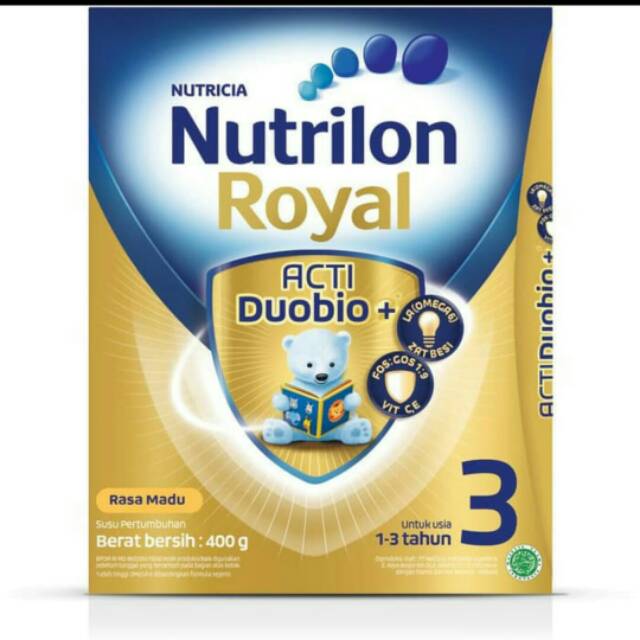 NUTRICIA
Nutrilon
Royal
ACTI
Duobio +
LA (OMEGA 6)
ZAT BESI
FOS:GOS 1:9
VIT C,E
ACTI Duobio +
Rasa Madu
Susu Pertumbuhan
Berat bersih : 400 g
untuk usia
1-3 tahun
3